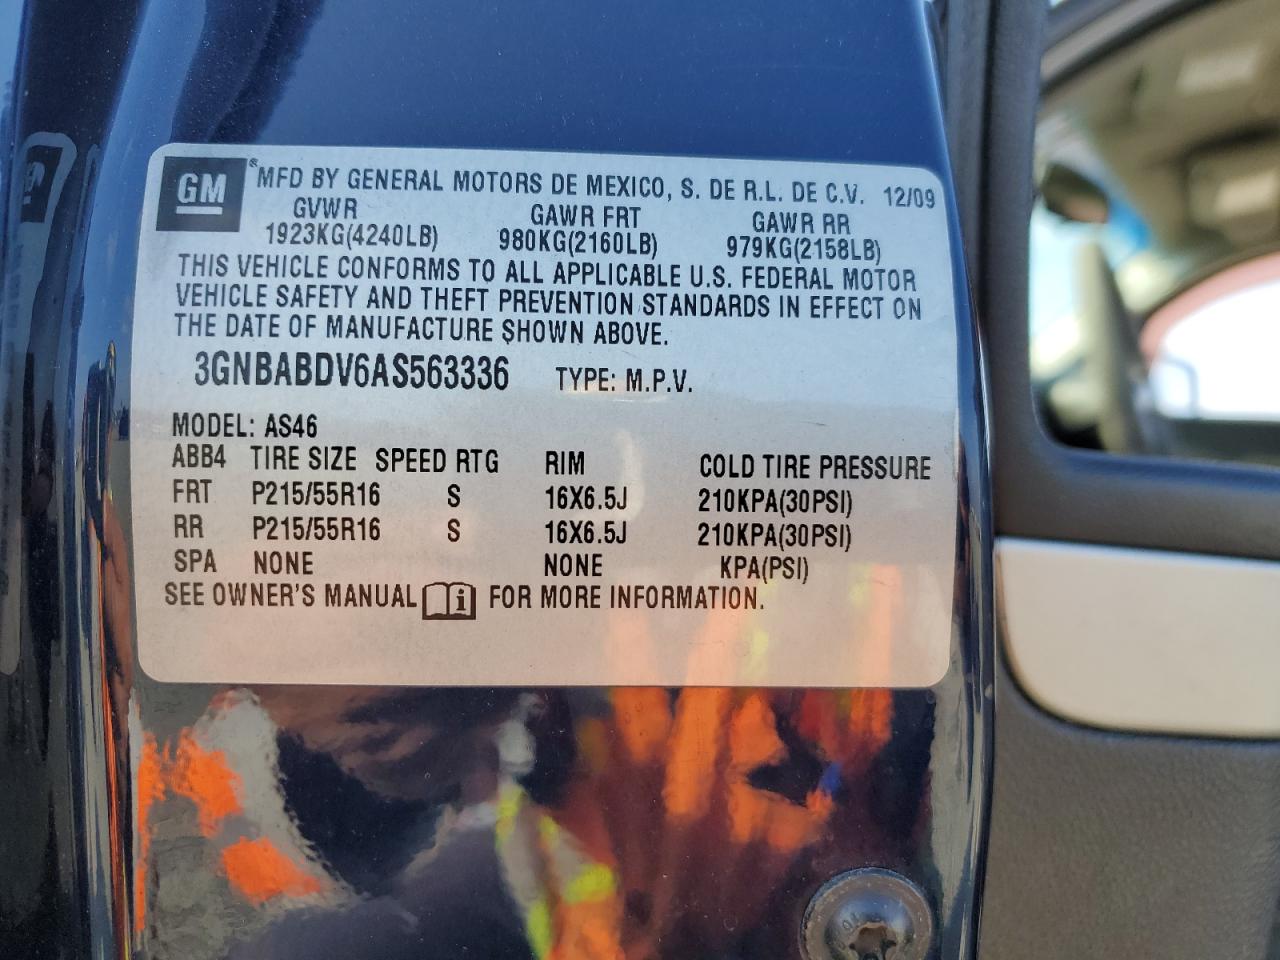 GM ® MFD BY GENERAL MOTORS DE MEXICO, S. DE R.L. DE C.V. 12/09
GVWR GAWR FRT GAWR RR
1923KG(4240LB) 980KG(2160LB) 979KG(2158LB)
THIS VEHICLE CONFORMS TO ALL APPLICABLE U.S. FEDERAL MOTOR
VEHICLE SAFETY AND THEFT PREVENTION STANDARDS IN EFFECT ON
THE DATE OF MANUFACTURE SHOWN ABOVE.
3GNBABDV6AS563336 TYPE: M.P.V.
MODEL: AS46
ABB4 TIRE SIZE SPEED RTG RIM COLD TIRE PRESSURE
FRT P215/55R16 S 16X6.5J 210KPA(30PSI)
RR P215/55R16 S 16X6.5J 210KPA(30PSI)
SPA NONE NONE KPA(PSI)
SEE OWNER'S MANUAL i FOR MORE INFORMATION.